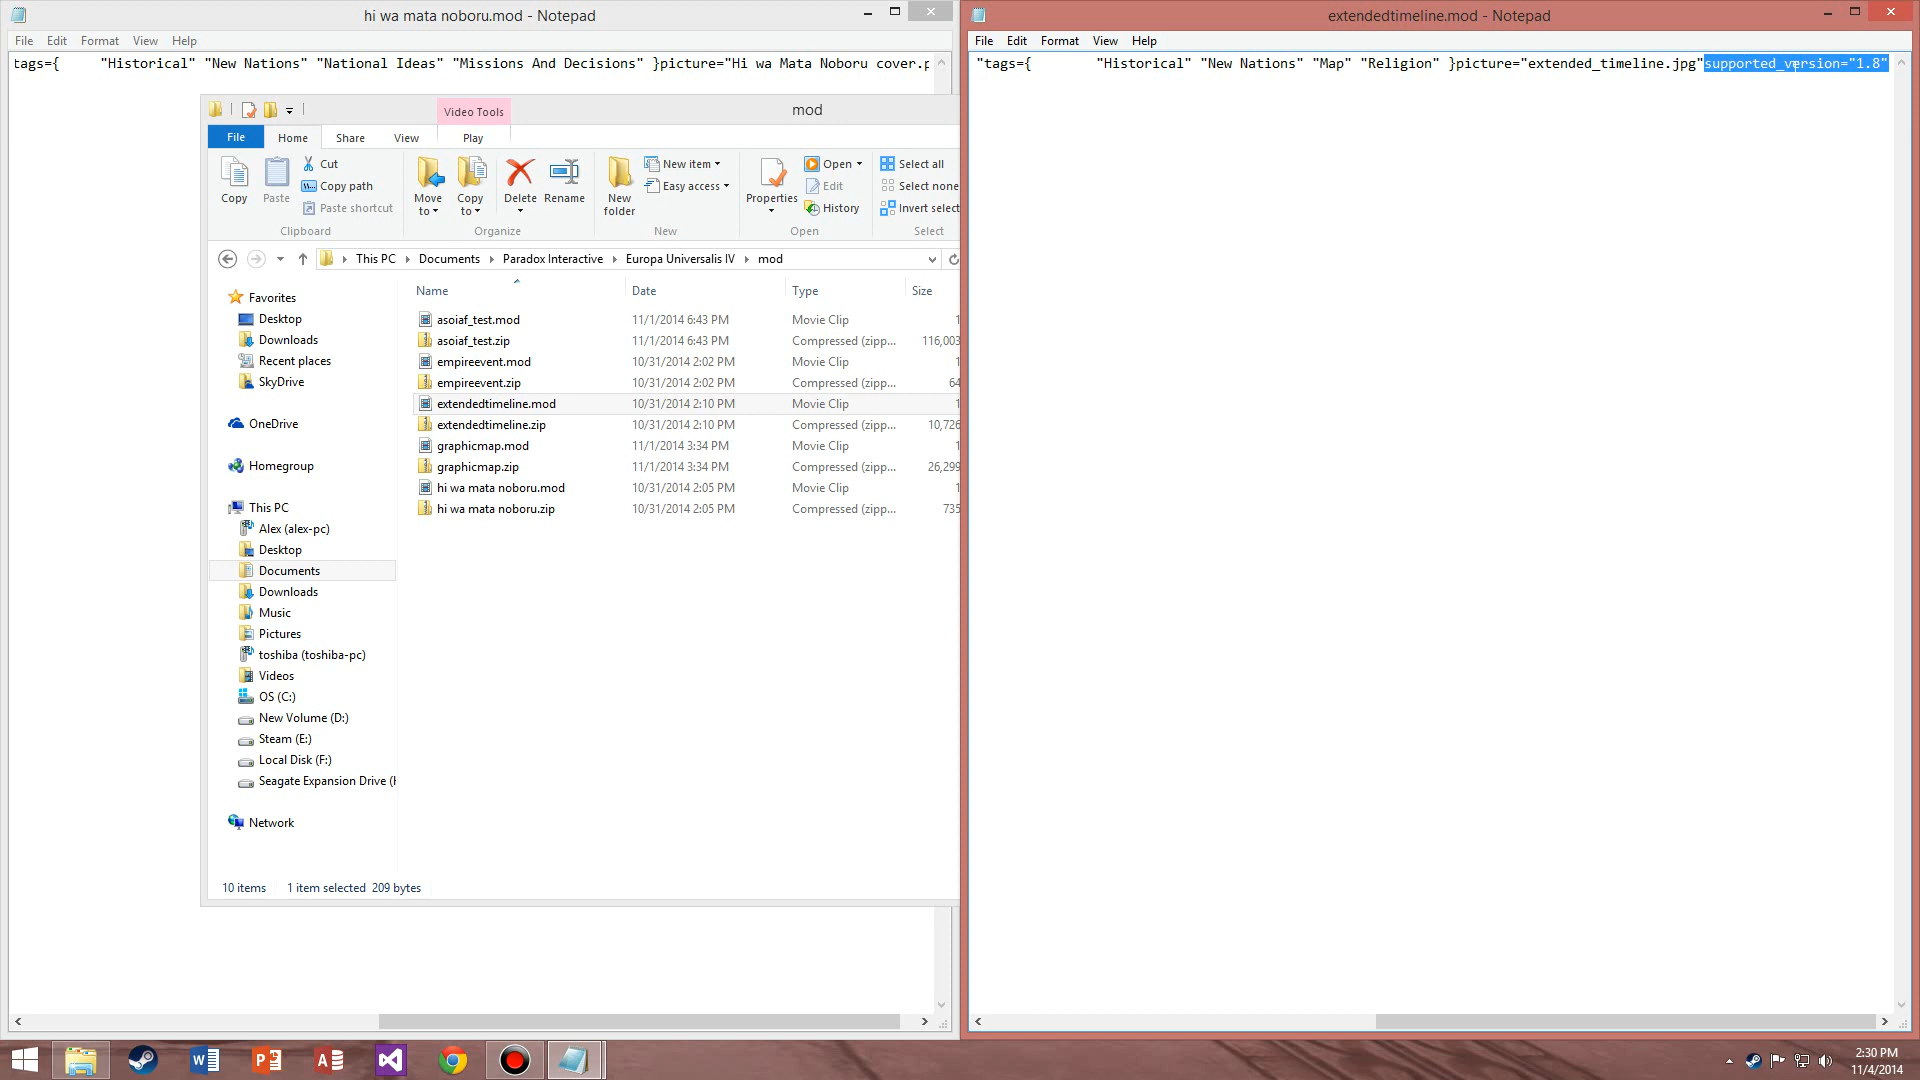 hi wa mata noboru.mod - Notepad
File Edit Format View Help
tags={ "Historical" "New Nations" "National Ideas" "Missions And Decisions" }picture="Hi wa Mata Noboru cover.p
Video Tools
mod
File Home Share View Play
Copy
Paste
Cut
Copy path
Paste shortcut
Clipboard
Move to
Copy to
Delete
Rename
Organize
New folder
New item
Easy access
New
Properties
Open
Edit
History
Open
Select all
Select none
Invert select
Select
This PC Documents Paradox Interactive Europa Universalis IV mod
Name Date Type Size
asoiaf_test.mod 11/1/2014 6:43 PM Movie Clip 1
asoiaf_test.zip 11/1/2014 6:43 PM Compressed (zipp... 116,003
empireevent.mod 10/31/2014 2:02 PM Movie Clip 1
empireevent.zip 10/31/2014 2:02 PM Compressed (zipp... 64
extendedtimeline.mod 10/31/2014 2:10 PM Movie Clip 1
extendedtimeline.zip 10/31/2014 2:10 PM Compressed (zipp... 10,726
graphicmap.mod 11/1/2014 3:34 PM Movie Clip 1
graphicmap.zip 11/1/2014 3:34 PM Compressed (zipp... 26,299
hi wa mata noboru.mod 10/31/2014 2:05 PM Movie Clip 1
hi wa mata noboru.zip 10/31/2014 2:05 PM Compressed (zipp... 735
Favorites
Desktop
Downloads
Recent places
SkyDrive
OneDrive
Homegroup
This PC
Alex (alex-pc)
Desktop
Documents
Downloads
Music
Pictures
toshiba (toshiba-pc)
Videos
OS (C:)
New Volume (D:)
Steam (E:)
Local Disk (F:)
Seagate Expansion Drive (H
Network
10 items 1 item selected 209 bytes
extendedtimeline.mod - Notepad
File Edit Format View Help
"tags={ "Historical" "New Nations" "Map" "Religion" }picture="extended_timeline.jpg"supported_version="1.8"
2:30 PM
11/4/2014